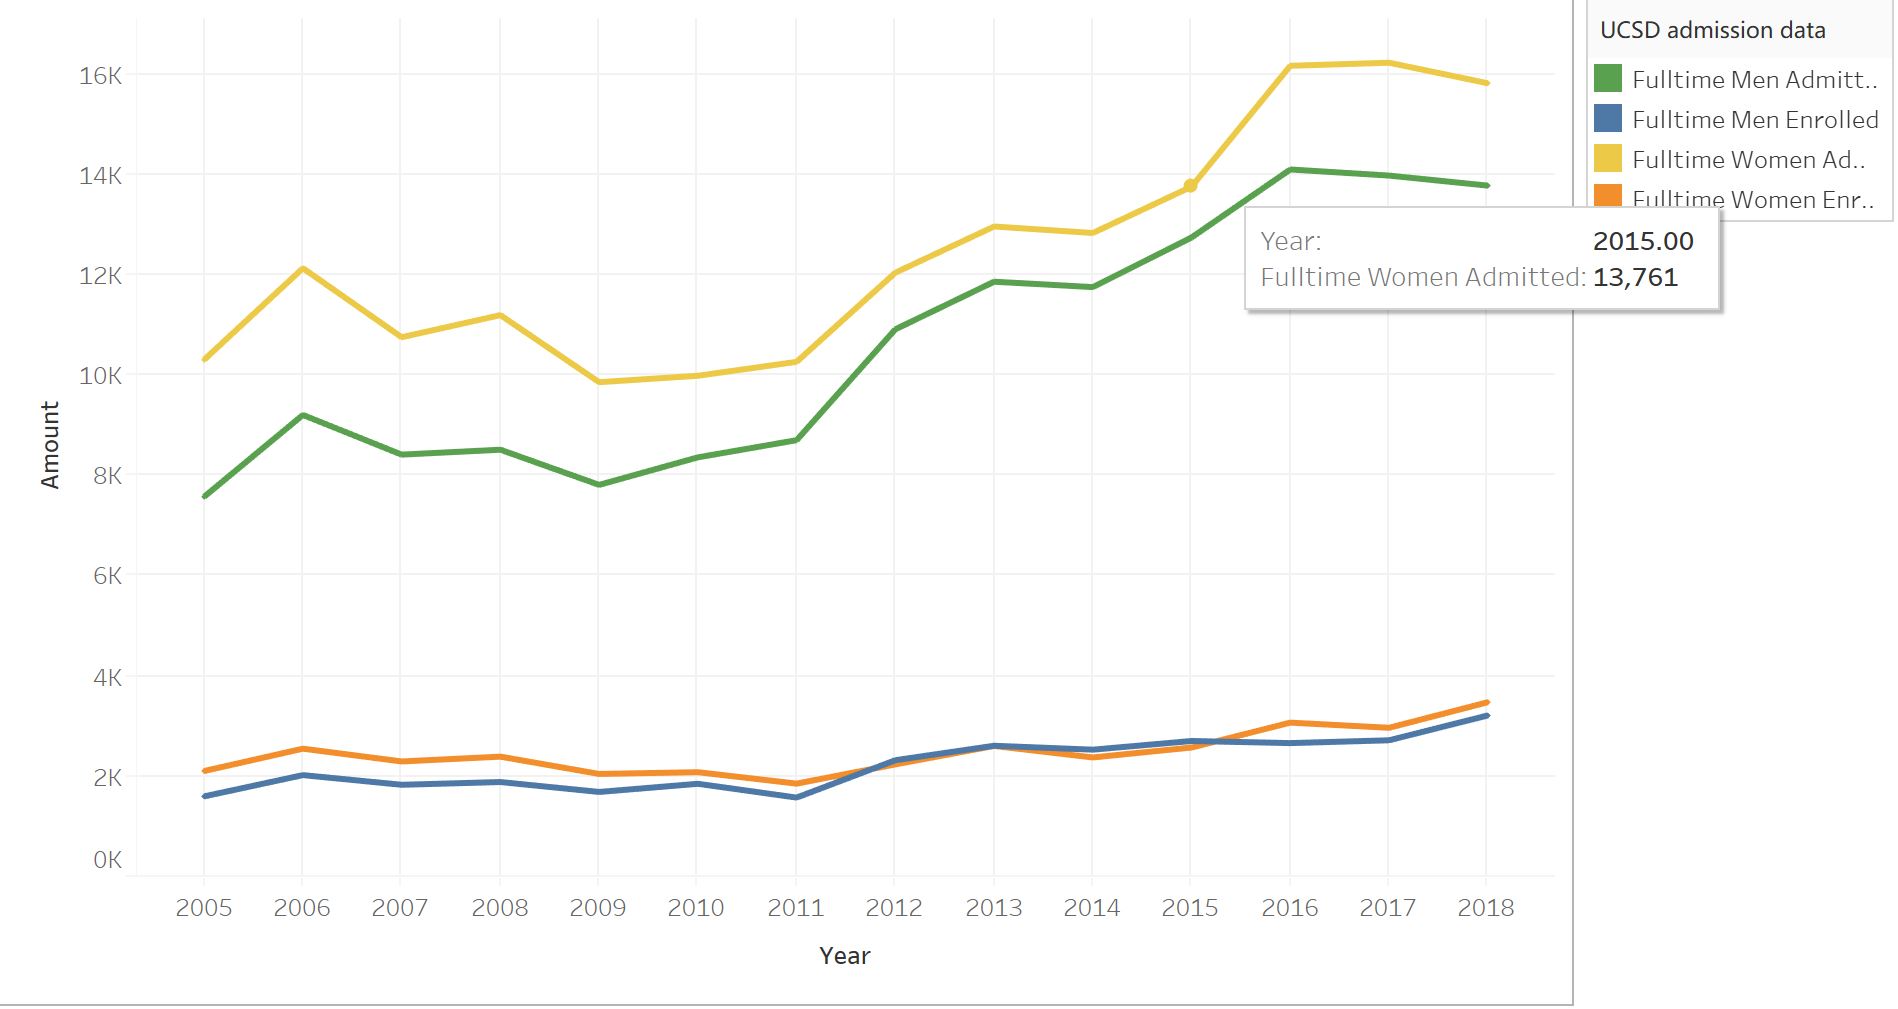 UCSD admission data
Fulltime Men Admitt..
Fulltime Men Enrolled
Fulltime Women Ad..
Fulltime Women Enr..
Year: 2015.00
Fulltime Women Admitted: 13,761
Amount
16K
14K
12K
10K
8K
6K
4K
2K
0K
2005 2006 2007 2008 2009 2010 2011 2012 2013 2014 2015 2016 2017 2018
Year